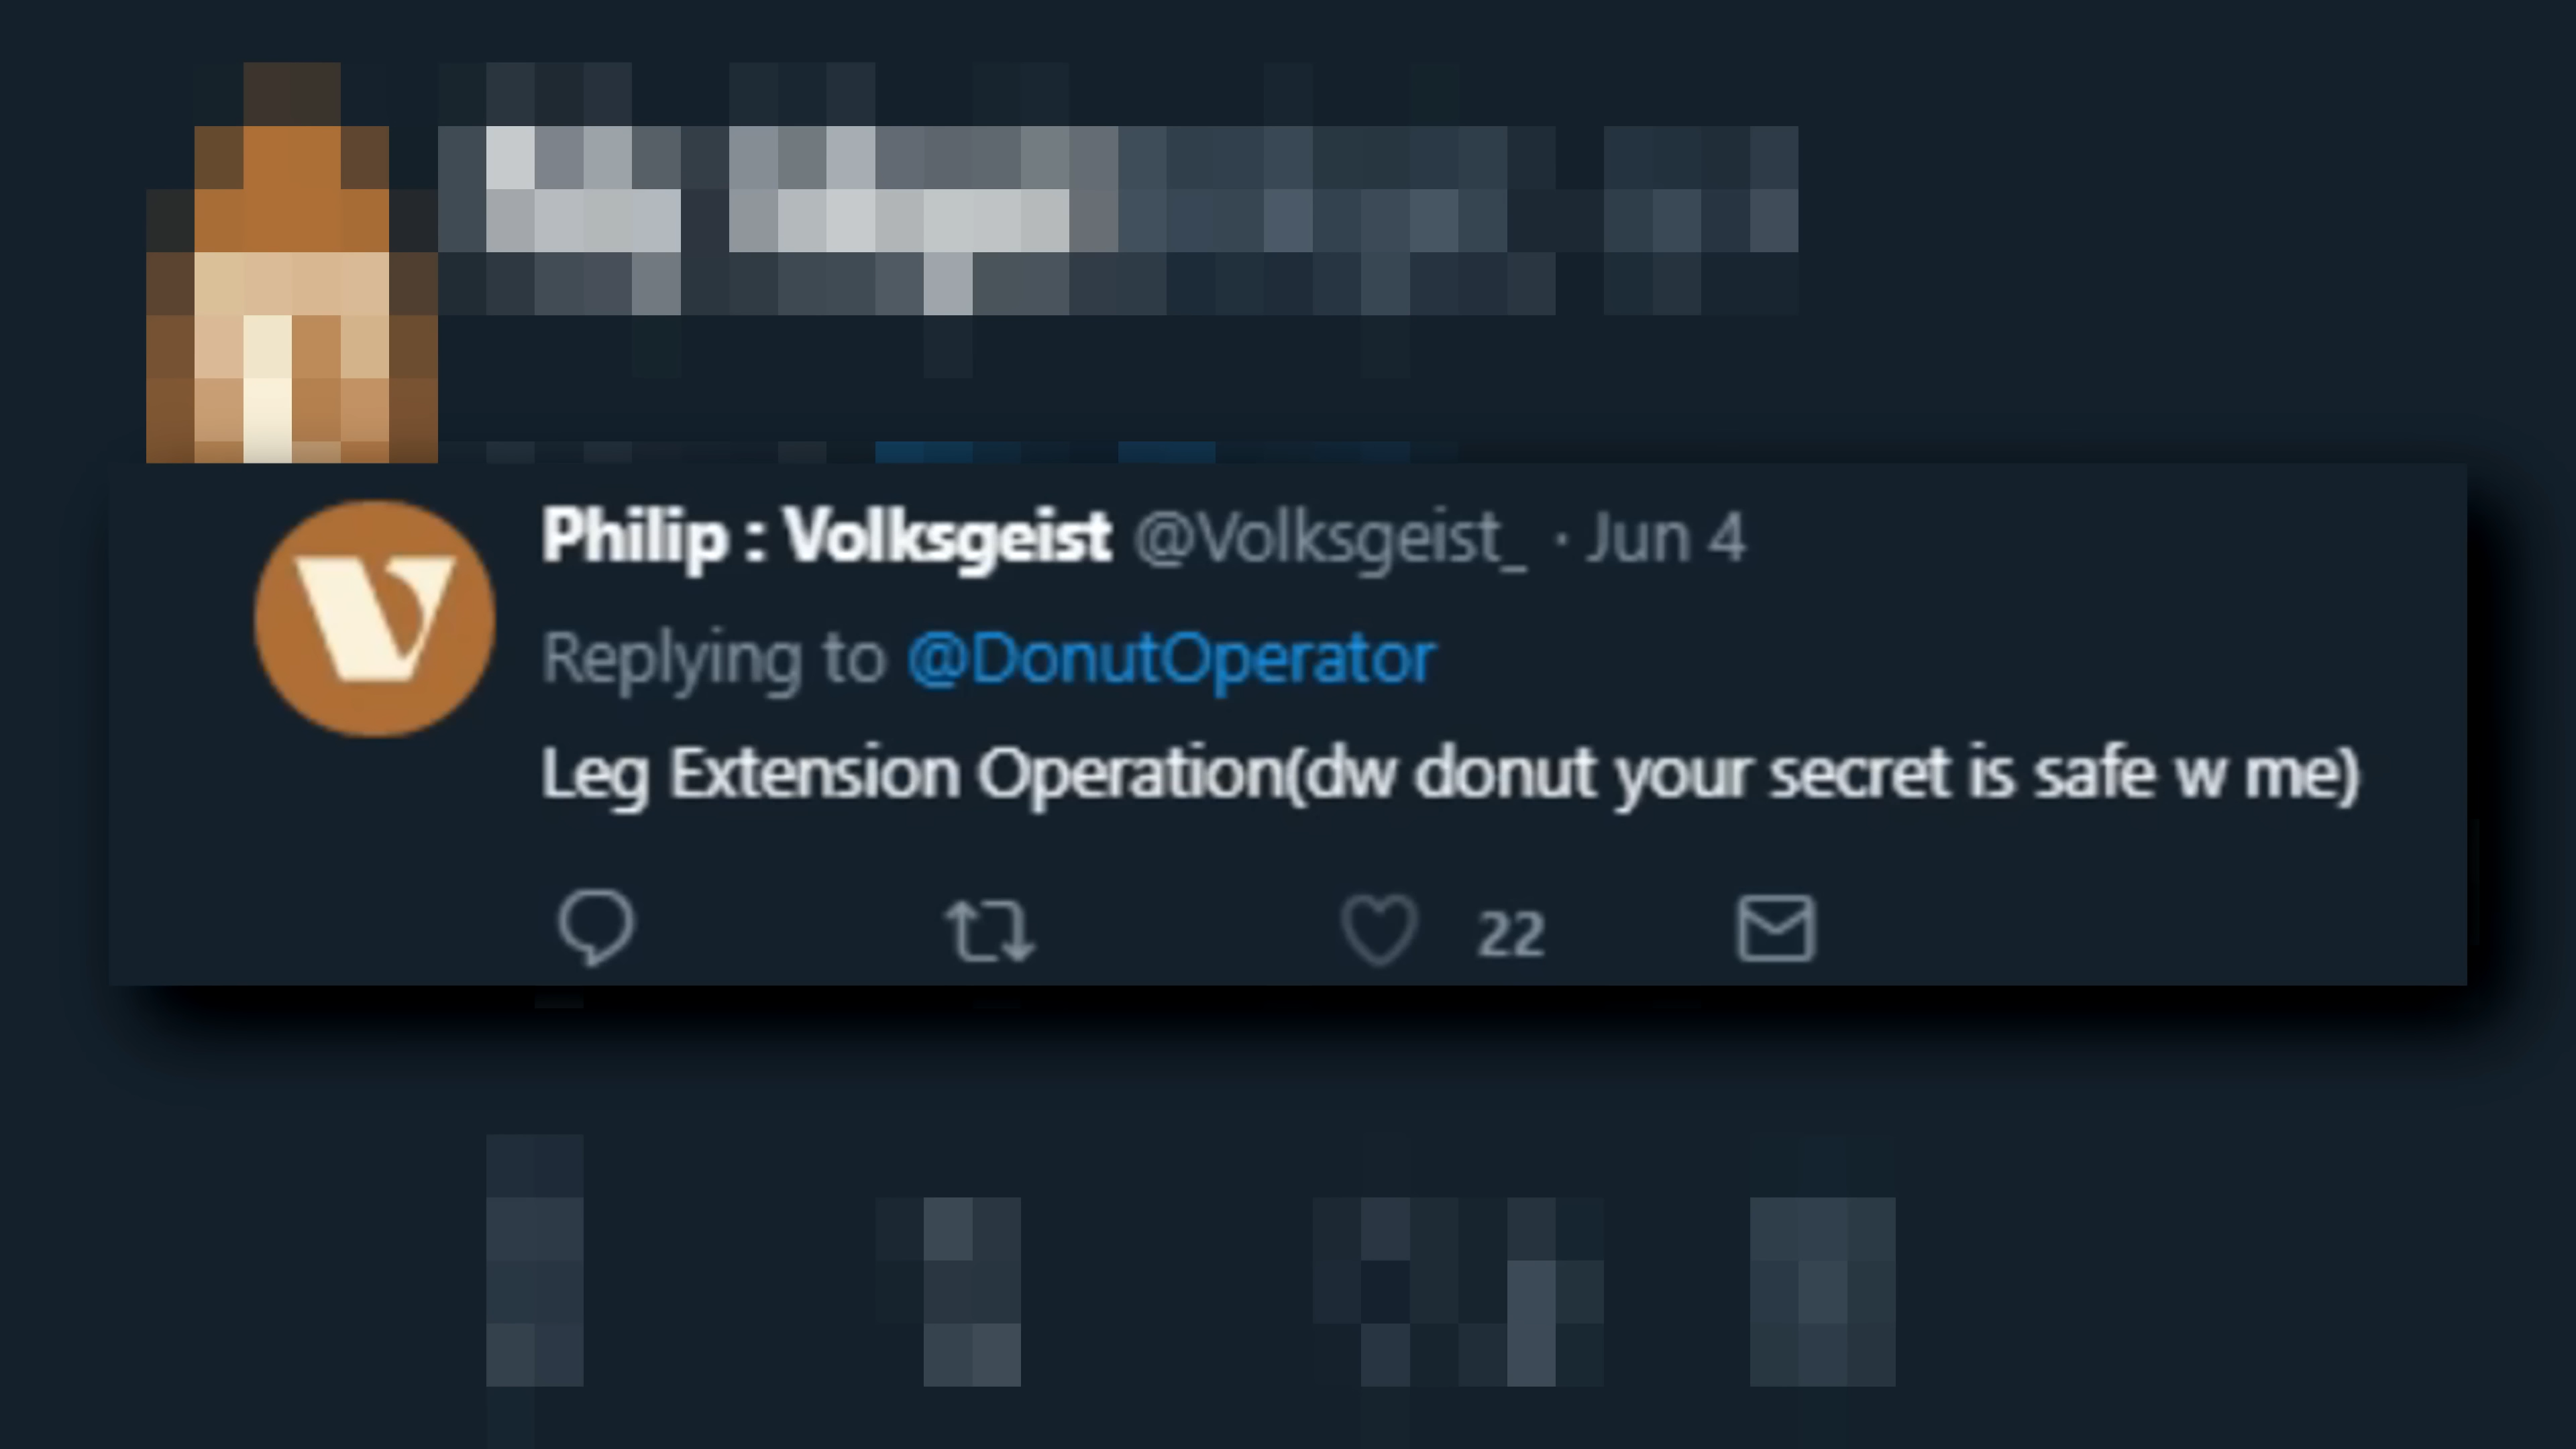 Philip : Volksgeist @Volksgeist_ · Jun 4
Replying to @DonutOperator
Leg Extension Operation(dw donut your secret is safe w me)
22